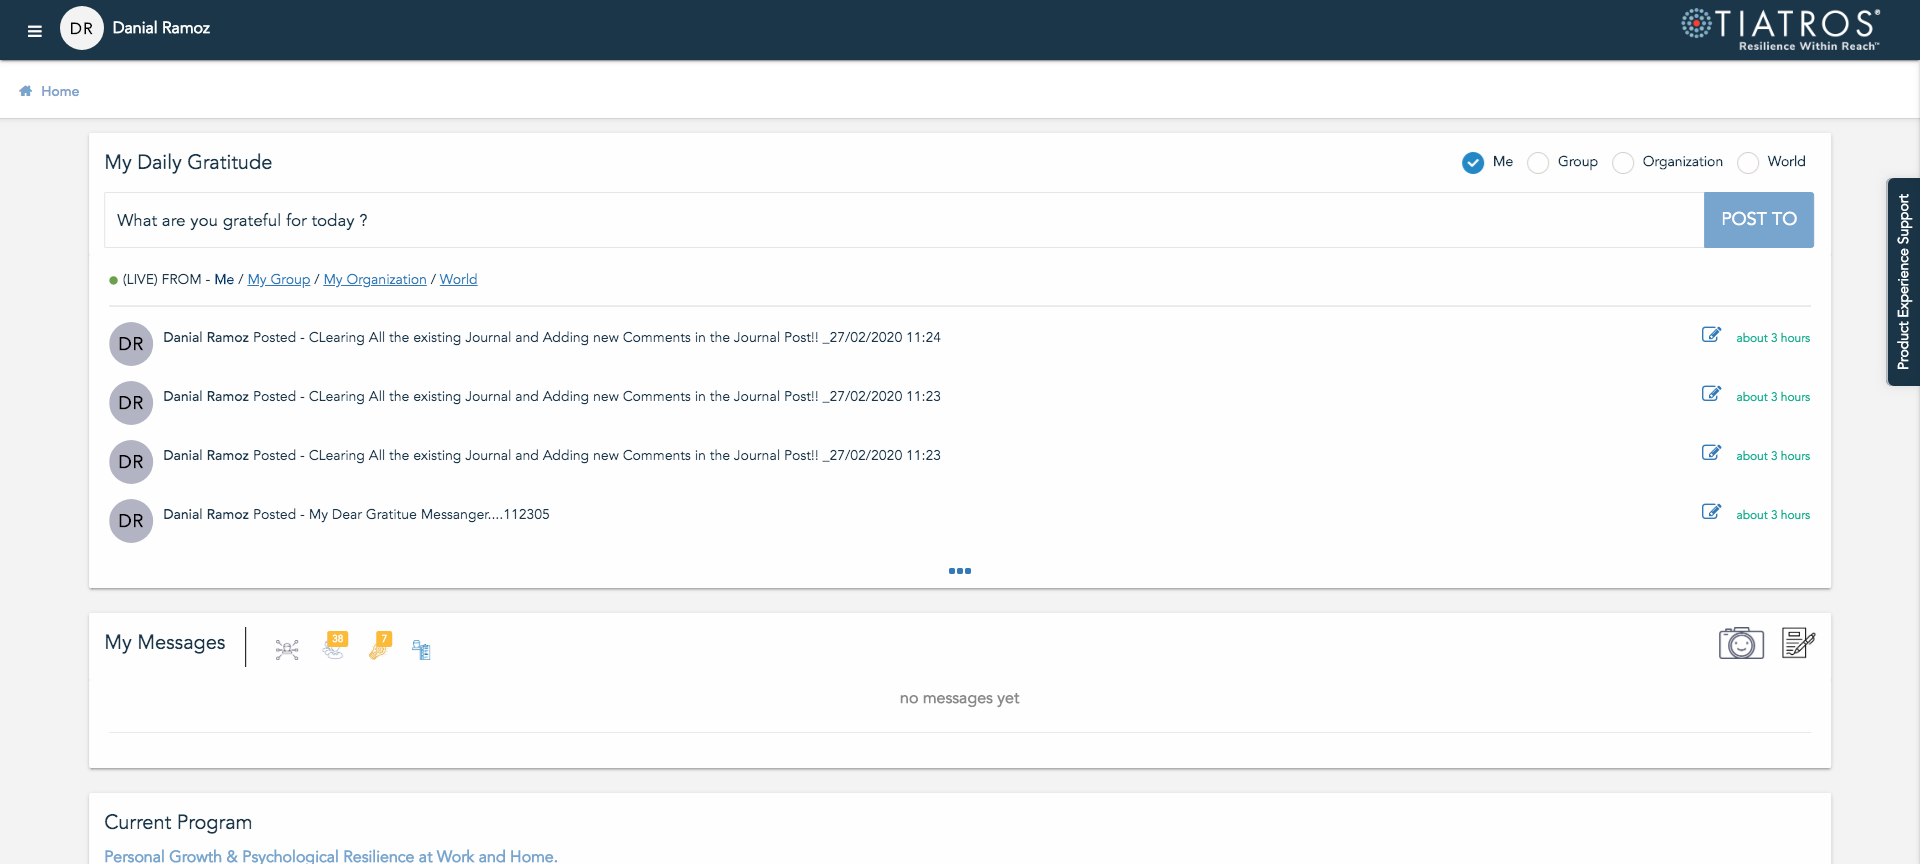 DR Danial Ramoz
TIATROS®
Resilience Within Reach™
Home
My Daily Gratitude
Me Group Organization World
What are you grateful for today ?
POST TO
Product Experience Support
(LIVE) FROM - Me / My Group / My Organization / World
DR Danial Ramoz Posted - CLearing All the existing Journal and Adding new Comments in the Journal Post!! _27/02/2020 11:24 about 3 hours
DR Danial Ramoz Posted - CLearing All the existing Journal and Adding new Comments in the Journal Post!! _27/02/2020 11:23 about 3 hours
DR Danial Ramoz Posted - CLearing All the existing Journal and Adding new Comments in the Journal Post!! _27/02/2020 11:23 about 3 hours
DR Danial Ramoz Posted - My Dear Gratitue Messanger....112305 about 3 hours
My Messages 38 7
no messages yet
Current Program
Personal Growth & Psychological Resilience at Work and Home.